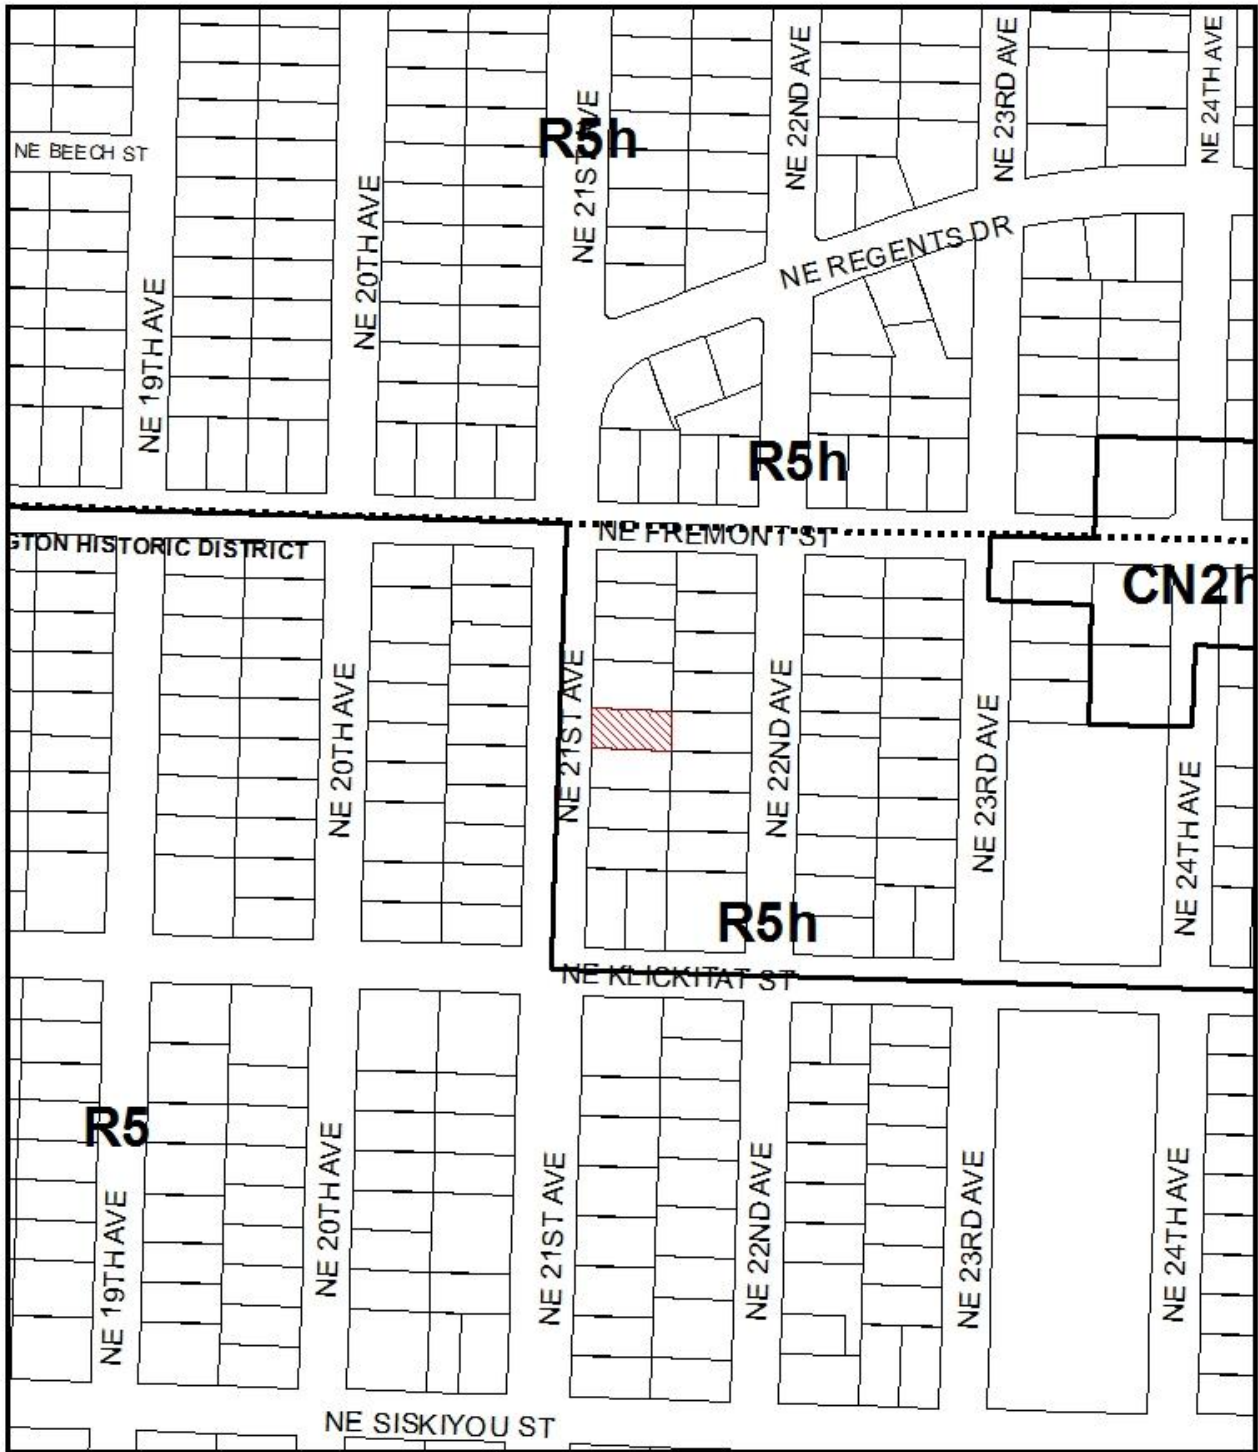 NE 22ND AVE
NE 23RD AVE
NE 24TH AVE
NE 21ST AVE
R5h
NE BEECH ST
NE 20TH AVE
NE REGENTS DR
NE 19TH AVE
R5h
NE FREMONT ST
GTON HISTORIC DISTRICT
CN2h
NE 20TH AVE
NE 21ST AVE
NE 22ND AVE
NE 23RD AVE
NE 24TH AVE
R5h
NE KLICKITAT ST
R5
NE 19TH AVE
NE 20TH AVE
NE 21ST AVE
NE 22ND AVE
NE 23RD AVE
NE 24TH AVE
NE SISKIYOU ST